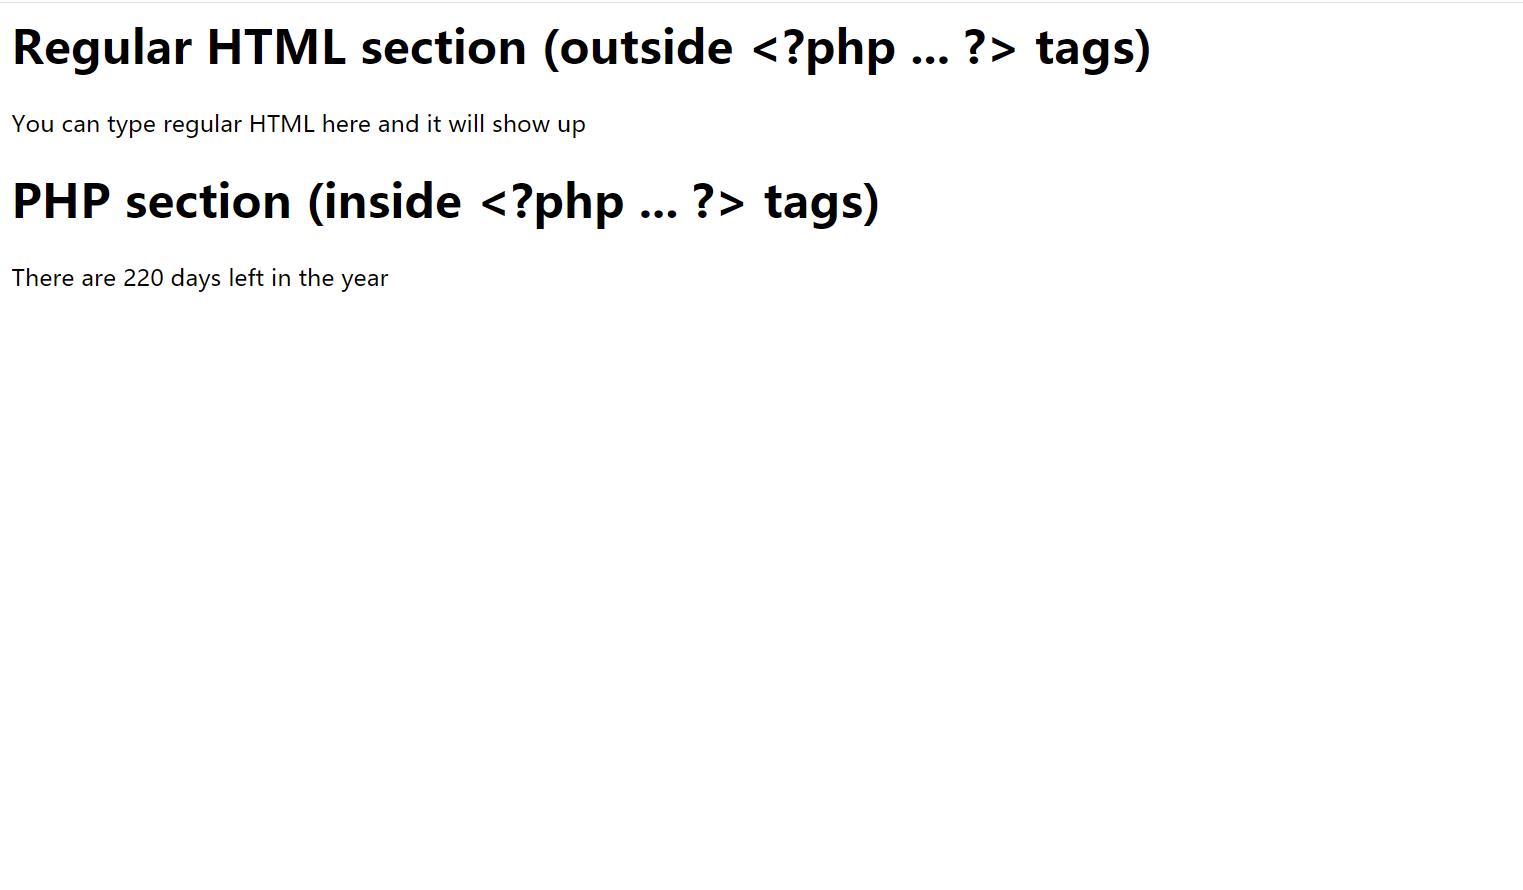 Regular HTML section (outside <?php ... ?> tags)
You can type regular HTML here and it will show up
PHP section (inside <?php ... ?> tags)
There are 220 days left in the year